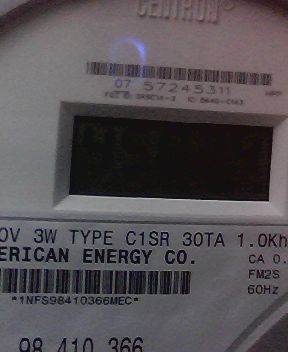 CENTRON®
07 57245311
0V 3W TYPE C1SR 30TA 1.0Kh
ERICAN ENERGY CO.
CA 0.
FM2S
60Hz
*1NFS98410366MEC*
98 410 366